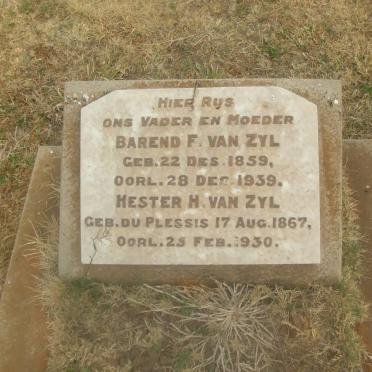 HIER RYS
ONS VADER EN MOEDER
BAREND F. VAN ZYL
GEB. 22 DES. 1859,
OORL. 28 DEC 1939.
HESTER H. VAN ZYL
GEB. DU PLESSIS 17 AUG. 1867,
OORL. 25 FEB. 1930.